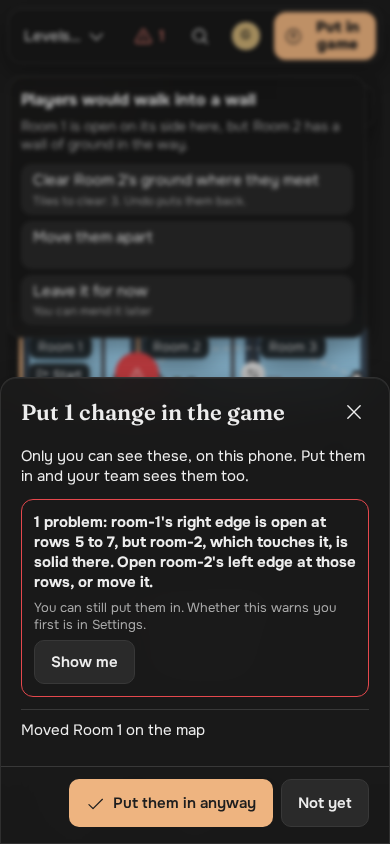 Levels...
1
G
Put in
game
Players would walk into a wall
Room 1 is open on its side here, but Room 2 has a
wall of ground in the way.
Clear Room 2's ground where they meet
Tiles to clear: 3. Undo puts them back.
Move them apart
Leave it for now
You can mend it later
Room 1
Room 2
Room 3
Start
Put 1 change in the game
Only you can see these, on this phone. Put them
in and your team sees them too.
1 problem: room-1's right edge is open at
rows 5 to 7, but room-2, which touches it, is
solid there. Open room-2's left edge at those
rows, or move it.
You can still put them in. Whether this warns you
first is in Settings.
Show me
Moved Room 1 on the map
Put them in anyway
Not yet